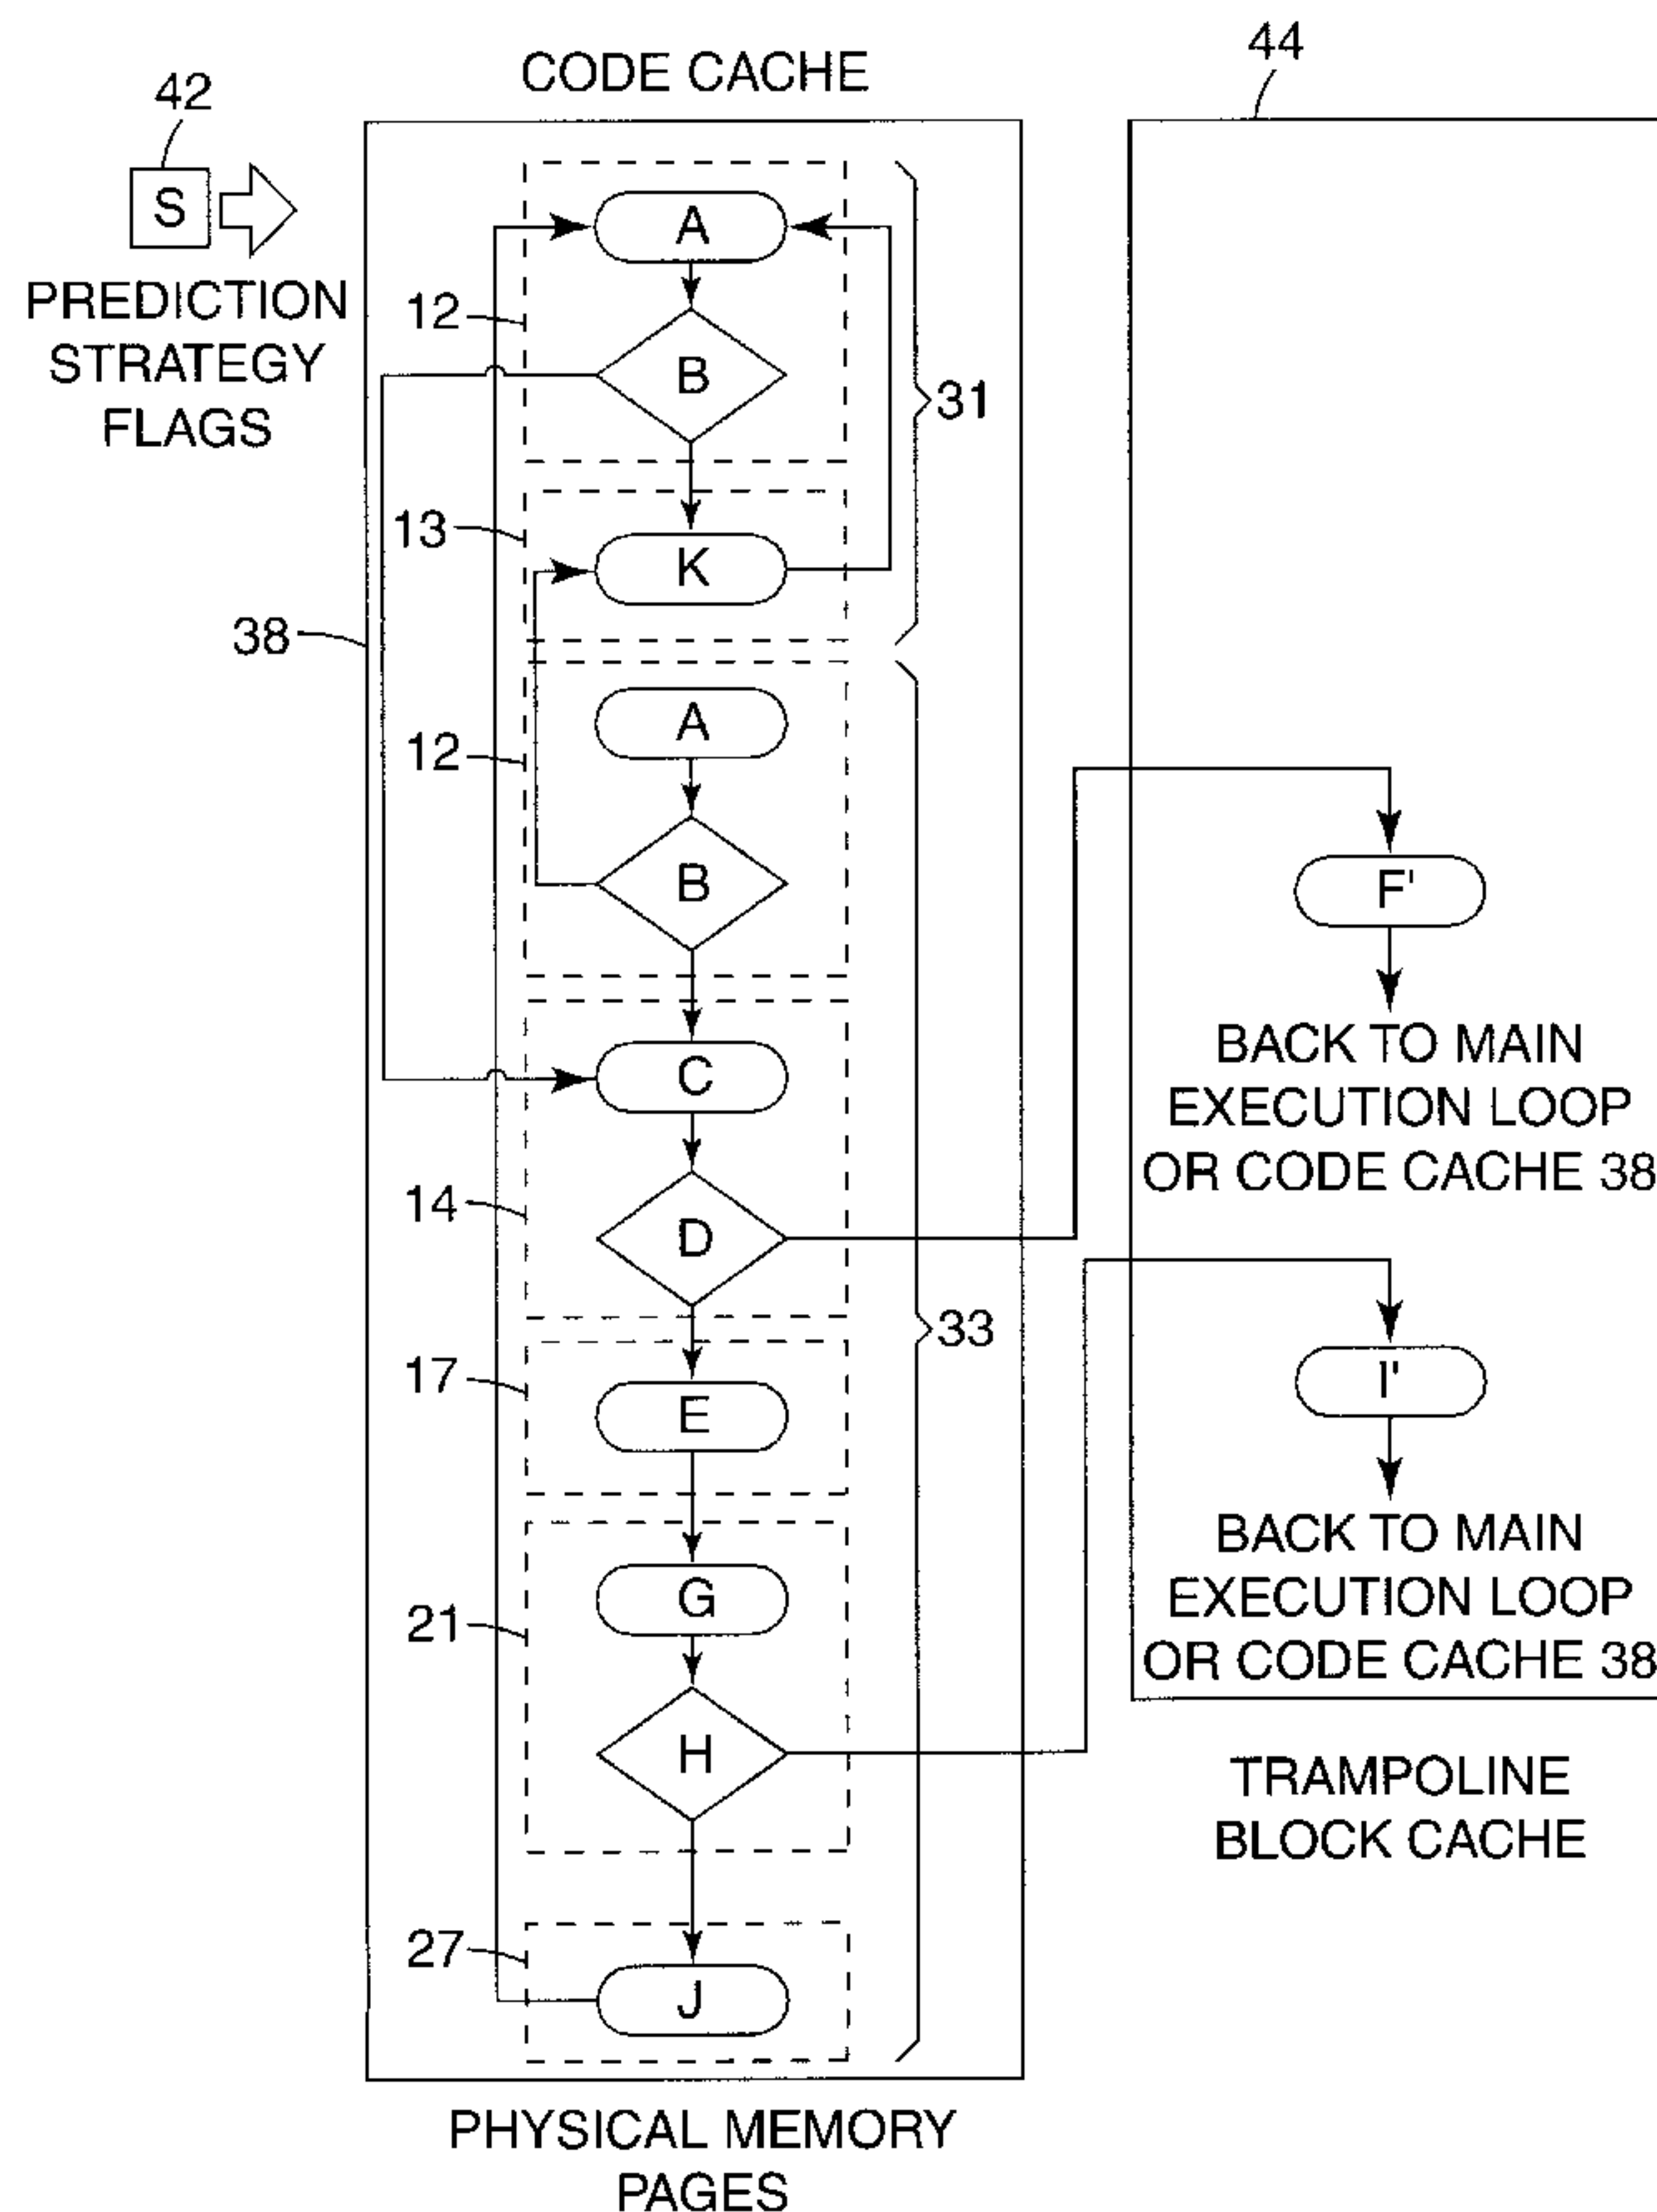 44
CODE CACHE
42
S
A
PREDICTION
STRATEGY
FLAGS
12
B
31
13
K
38
A
12
B
F'
BACK TO MAIN
EXECUTION LOOP
OR CODE CACHE 38
C
14
D
33
17
E
I'
BACK TO MAIN
EXECUTION LOOP
OR CODE CACHE 38
G
21
H
TRAMPOLINE
BLOCK CACHE
27
J
PHYSICAL MEMORY
PAGES